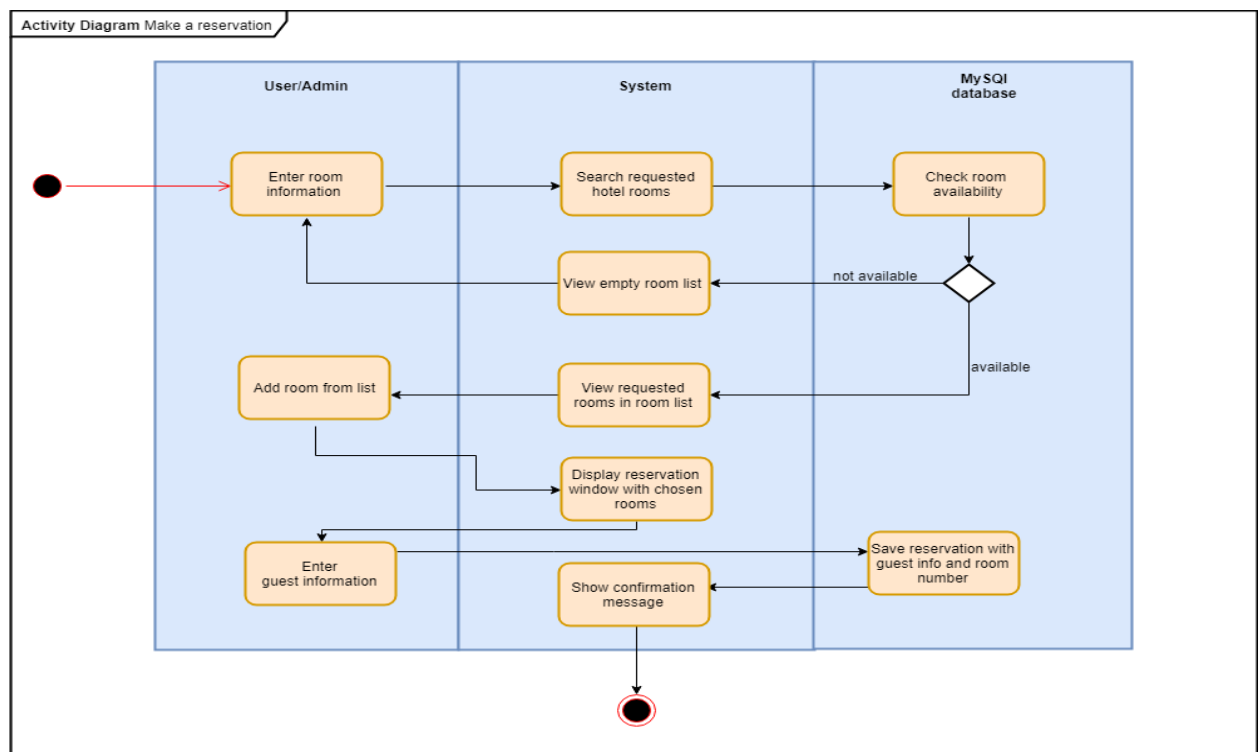 Activity Diagram Make a reservation
User/Admin
System
MySQl
database
Enter room
information
Search requested
hotel rooms
Check room
availability
View empty room list
not available
available
Add room from list
View requested
rooms in room list
Display reservation
window with chosen
rooms
Enter
guest information
Save reservation with
guest info and room
number
Show confirmation
message